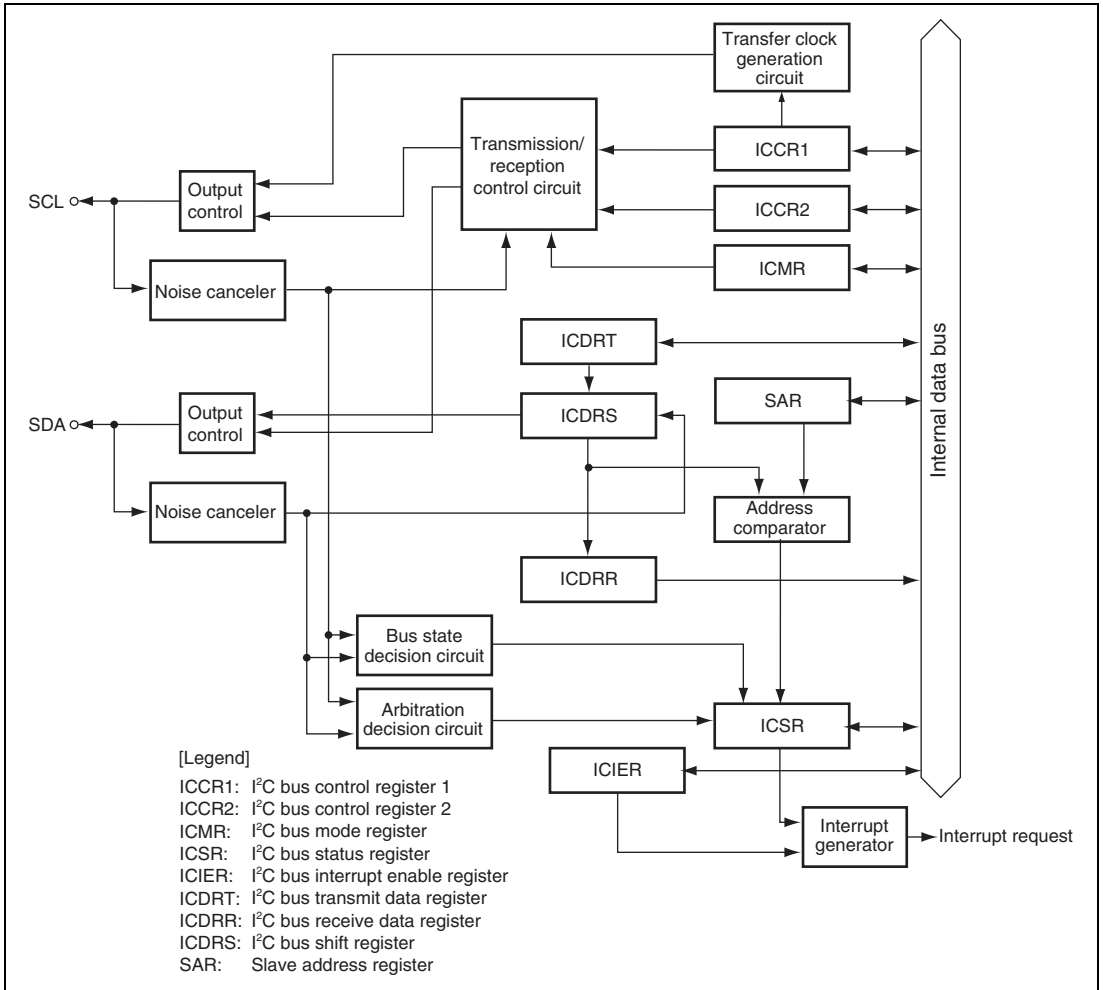 Transfer clock
generation
circuit
Transmission/
reception
control circuit
ICCR1
Output
control
SCL
ICCR2
Noise canceler
ICMR
ICDRT
Internal data bus
Output
control
SDA
ICDRS
SAR
Noise canceler
Address
comparator
ICDRR
Bus state
decision circuit
Arbitration
decision circuit
ICSR
ICIER
Interrupt
generator
Interrupt request
[Legend]
ICCR1: I²C bus control register 1
ICCR2: I²C bus control register 2
ICMR: I²C bus mode register
ICSR: I²C bus status register
ICIER: I²C bus interrupt enable register
ICDRT: I²C bus transmit data register
ICDRR: I²C bus receive data register
ICDRS: I²C bus shift register
SAR: Slave address register